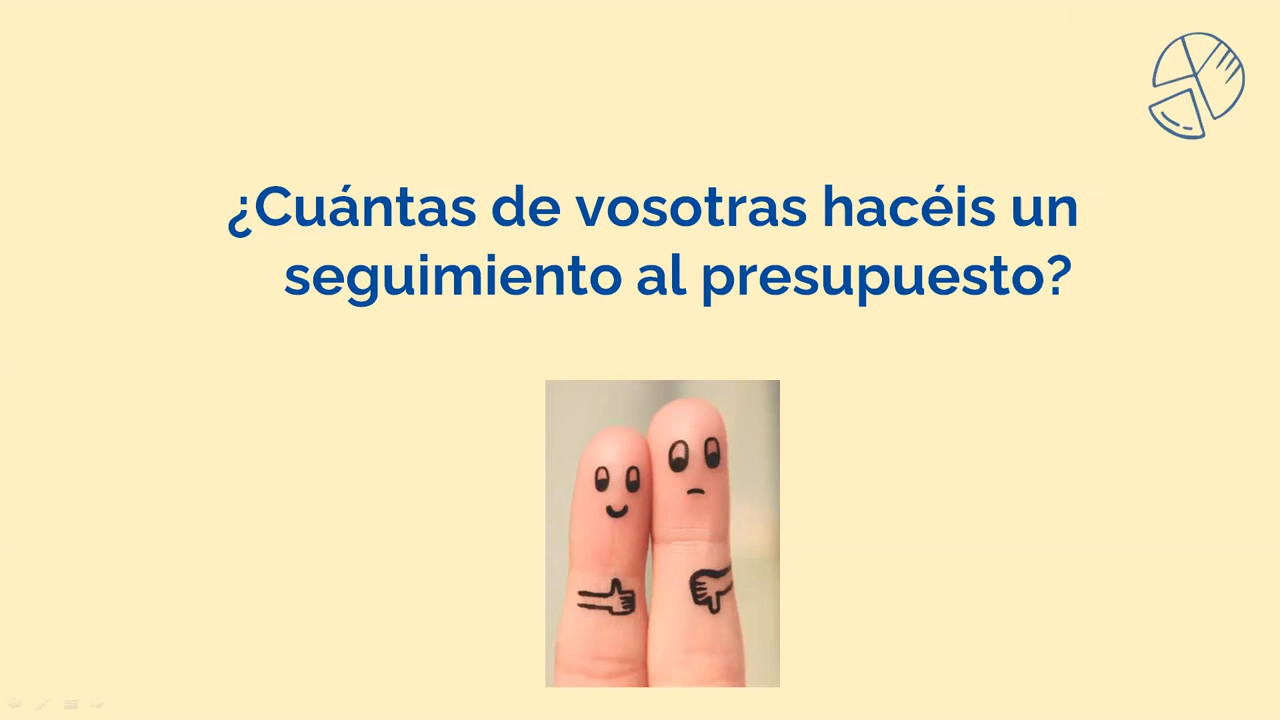 ¿Cuántas de vosotras hacéis un
seguimiento al presupuesto?